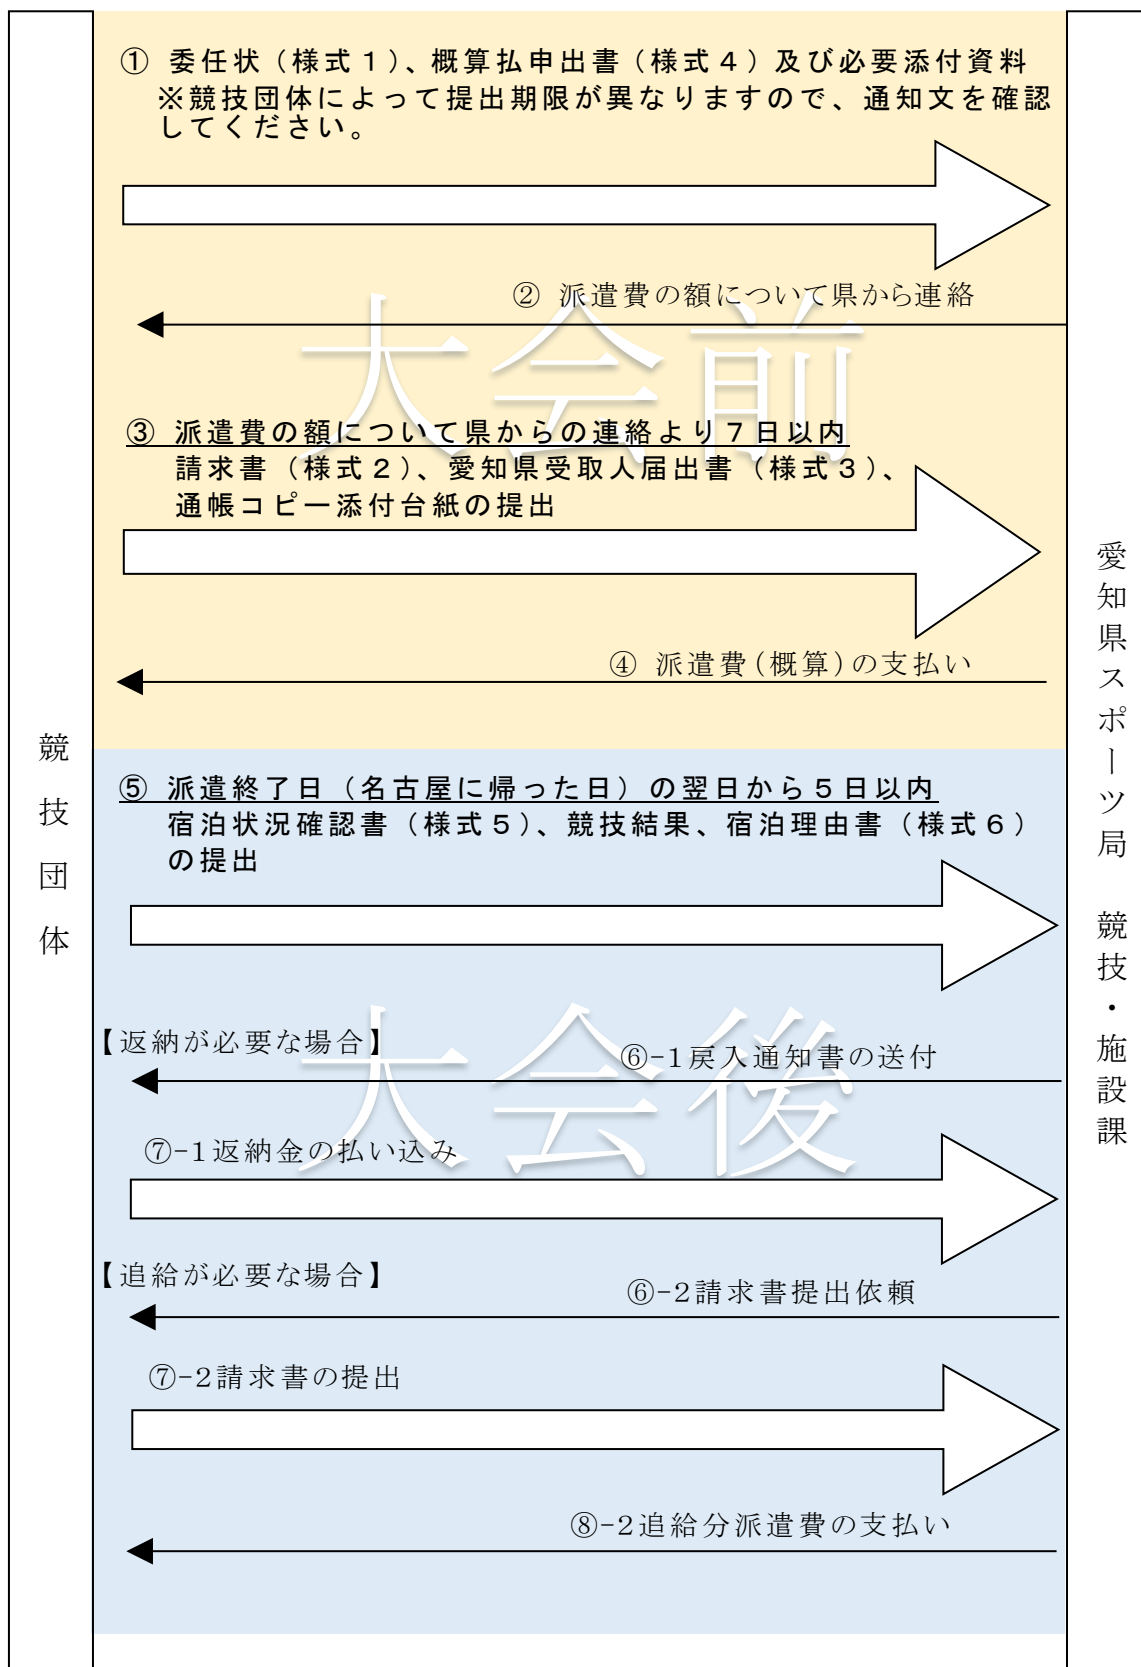 ① 委任状（様式１）、概算払申出書（様式４）及び必要添付資料
※競技団体によって提出期限が異なりますので、通知文を確認
してください。
② 派遣費の額について県から連絡
大会前
③ 派遣費の額について県からの連絡より７日以内
請求書（様式２）、愛知県受取人届出書（様式３）、
通帳コピー添付台紙の提出
④ 派遣費(概算)の支払い
競技団体
愛知県スポーツ局　競技・施設課
⑤ 派遣終了日（名古屋に帰った日）の翌日から５日以内
宿泊状況確認書（様式５）、競技結果、宿泊理由書（様式６）
の提出
【返納が必要な場合】
⑥-1戻入通知書の送付
大会後
⑦-1返納金の払い込み
【追給が必要な場合】
⑥-2請求書提出依頼
⑦-2請求書の提出
⑧-2追給分派遣費の支払い